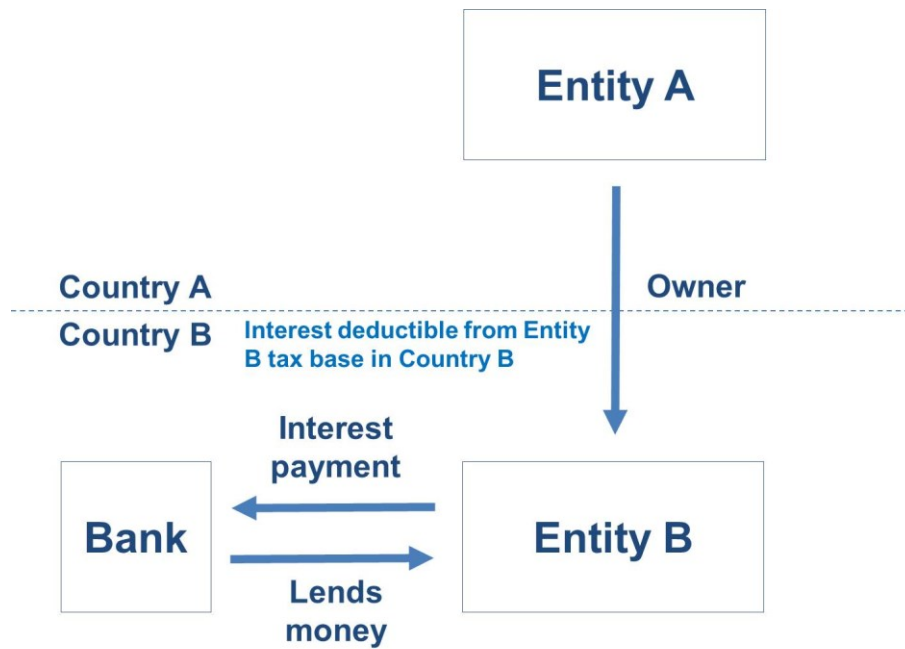 Entity A
Country A
Owner
Country B
Interest deductible from Entity
B tax base in Country B
Interest
payment
Bank
Entity B
Lends
money